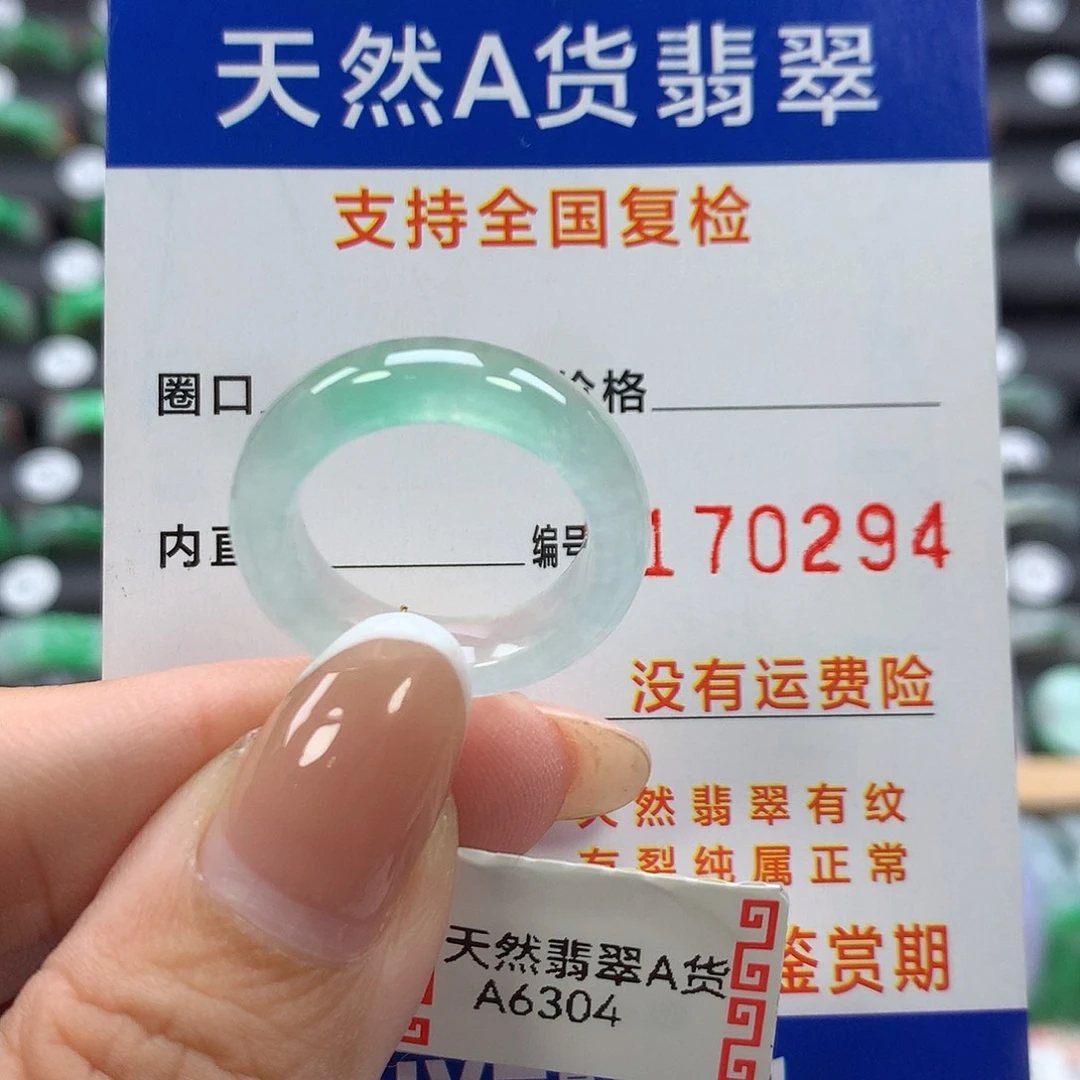 天然A货翡翠
支持全国复检
圈口 格
内 编号 170294
没有运费险
然翡翠有纹
有裂纯属正常
鉴赏期
天然翡翠A货
A6304